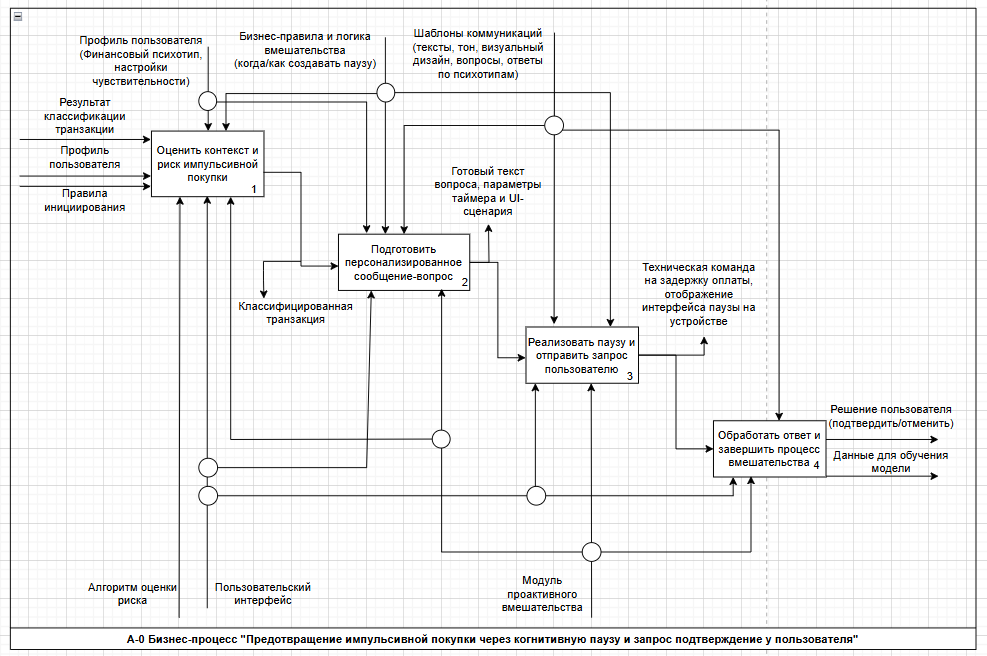 Профиль пользователя
(Финансовый психотип,
настройки
чувствительности)
Бизнес-правила и логика
вмешательства
(когда/как создавать паузу)
Шаблоны коммуникаций
(тексты, тон, визуальный
дизайн, вопросы, ответы
по психотипам)
Результат
классификации
транзакции
Профиль
пользователя
Правила
инициирования
Оценить контекст и
риск импульсивной
покупки
1
Готовый текст
вопроса, параметры
таймера и UI-
сценария
Подготовить
персонализированное
сообщение-вопрос
2
Классифицированная
транзакция
Техническая команда
на задержку оплаты,
отображение
интерфейса паузы на
устройстве
Реализовать паузу и
отправить запрос
пользователю
3
Решение пользователя
(подтвердить/отменить)
Обработать ответ и
завершить процесс
вмешательства
4
Данные для обучения
модели
Алгоритм оценки
риска
Пользовательский
интерфейс
Модуль
проактивного
вмешательства
А-0 Бизнес-процесс "Предотвращение импульсивной покупки через когнитивную паузу и запрос подтверждение у пользователя"